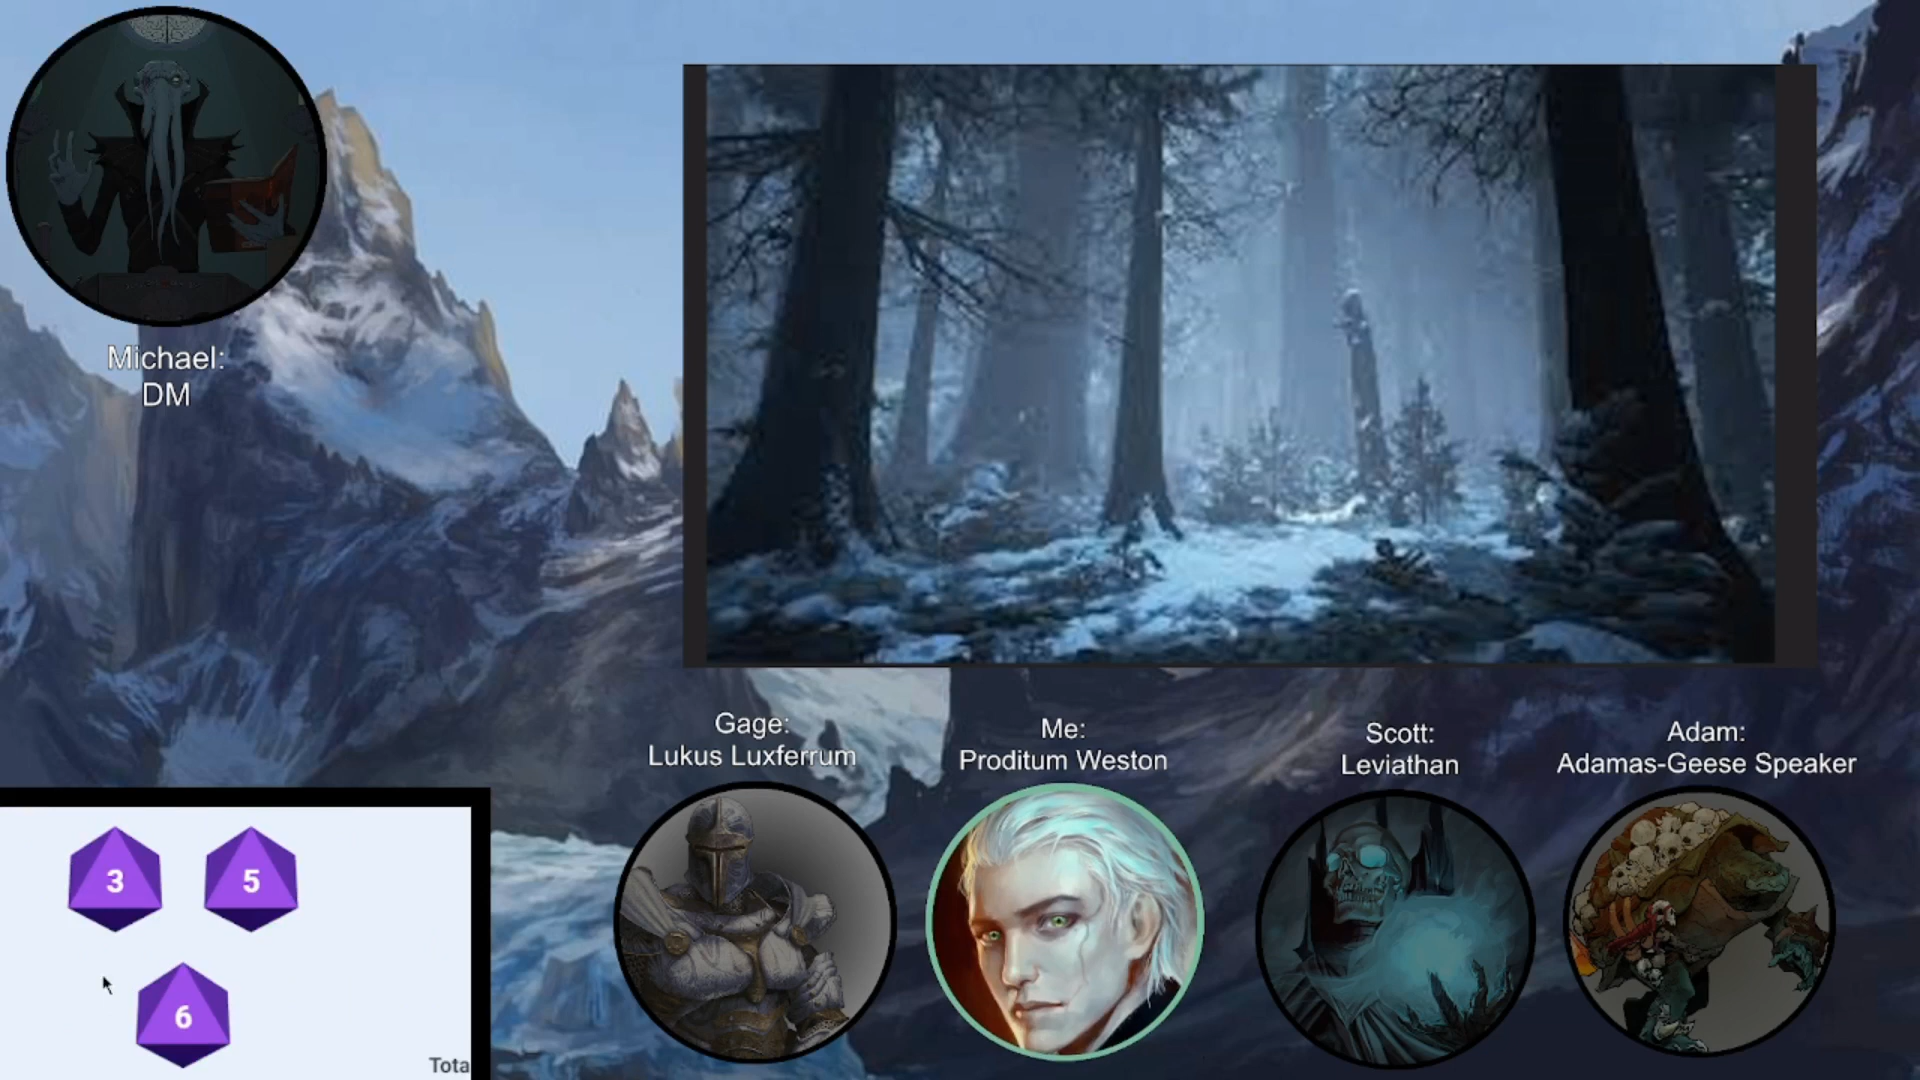 Michael:
DM
Gage:
Lukus Luxferrum
Me:
Proditum Weston
Scott:
Leviathan
Adam:
Adamas-Geese Speaker
3
5
6
Tota